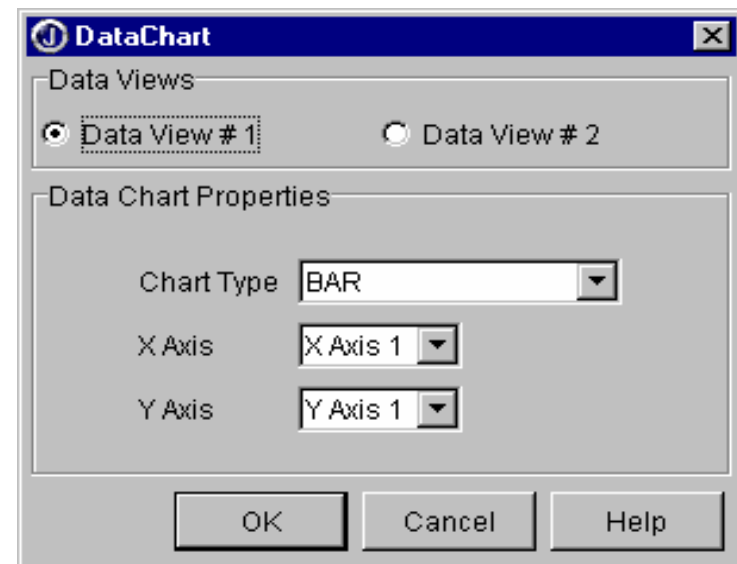 DataChart
Data Views
Data View # 1
Data View # 2
Data Chart Properties
Chart Type BAR
X Axis X Axis 1
Y Axis Y Axis 1
OK Cancel Help